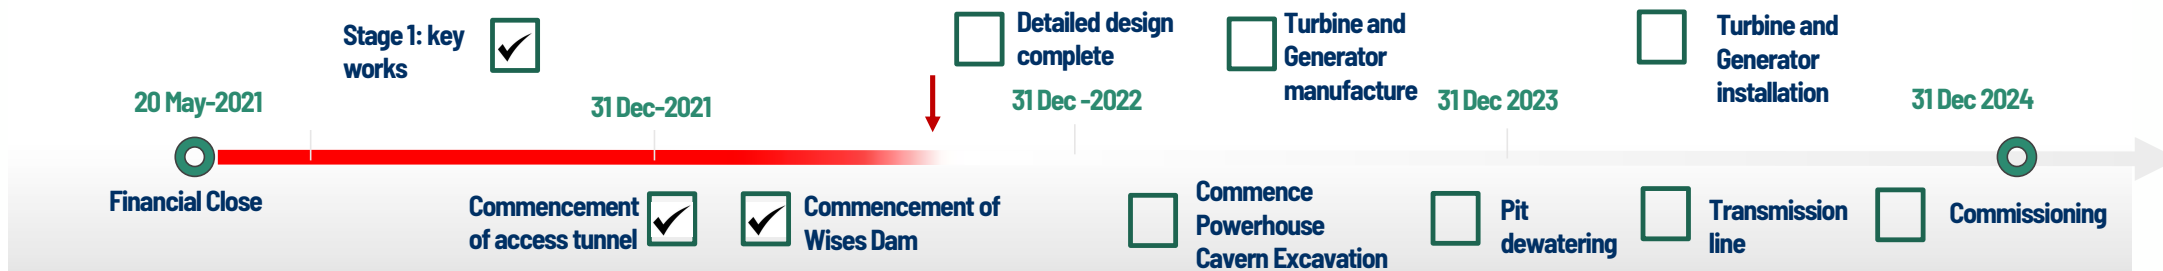 Stage 1: key
works
Detailed design
complete
Turbine and
Generator
manufacture
Turbine and
Generator
installation
20 May-2021
31 Dec-2021
31 Dec -2022
31 Dec 2023
31 Dec 2024
Financial Close
Commencement
of access tunnel
Commencement of
Wises Dam
Commence
Powerhouse
Cavern Excavation
Pit
dewatering
Transmission
line
Commissioning